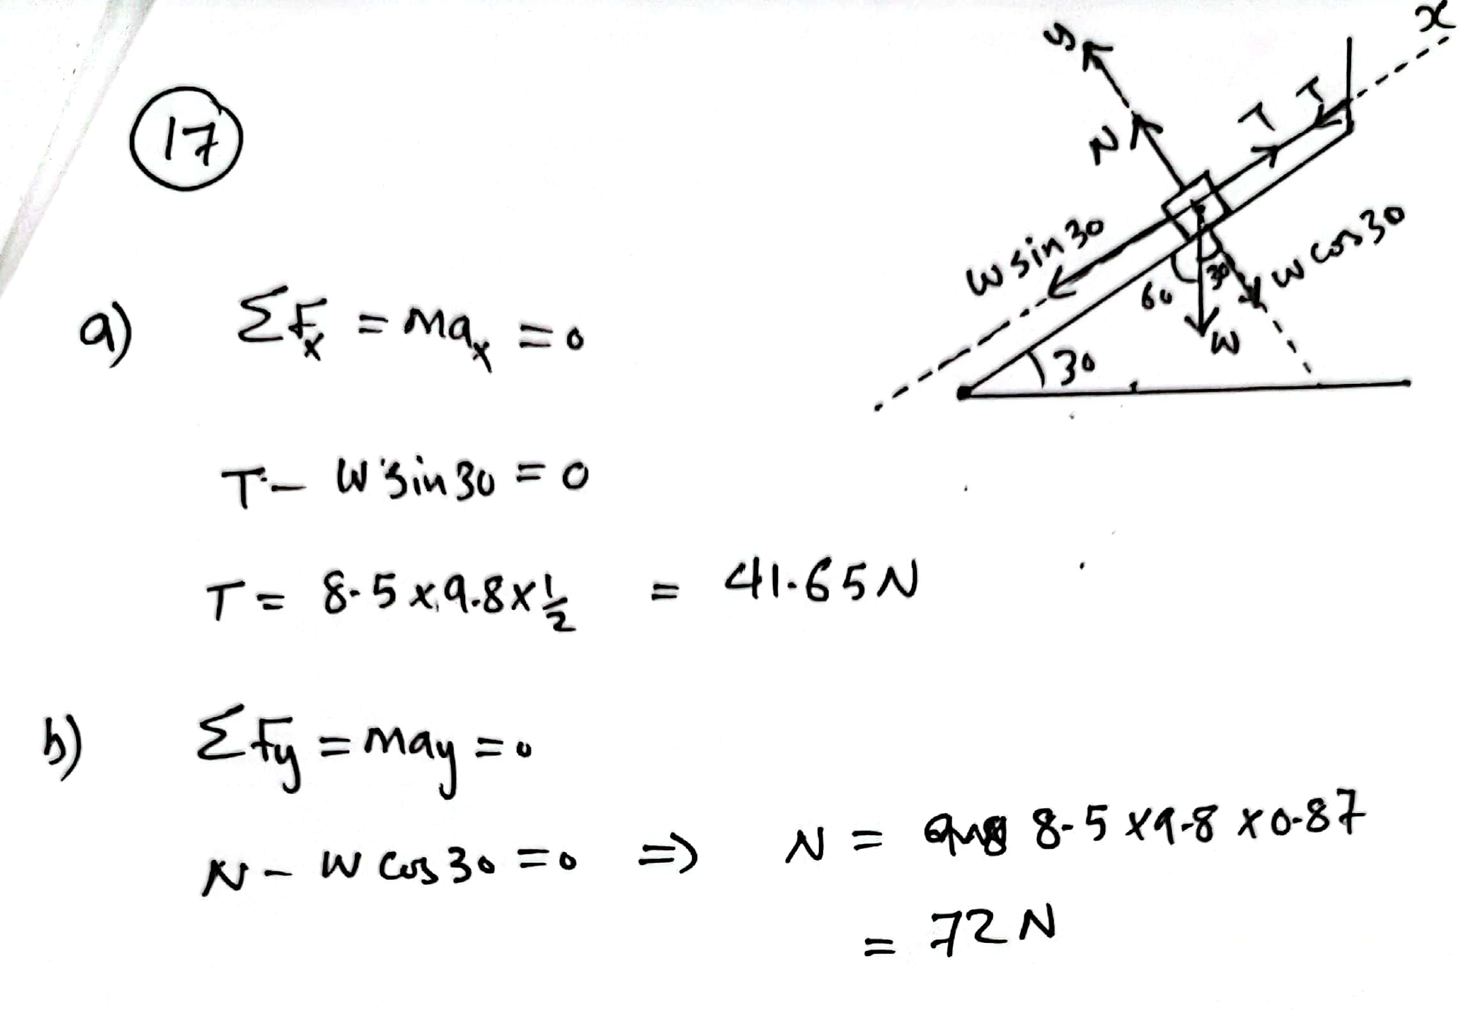 17
y
x
N
T
T
W sin 30
W cos 30
60
30
W
30
a) ΣFx = max = 0
T - W sin 30 = 0
T = 8.5 x 9.8 x 1/2 = 41.65 N
b) ΣFy = may = 0
N - W cos 30 = 0 => N = 8.5 x 9.8 x 0.87
= 72 N